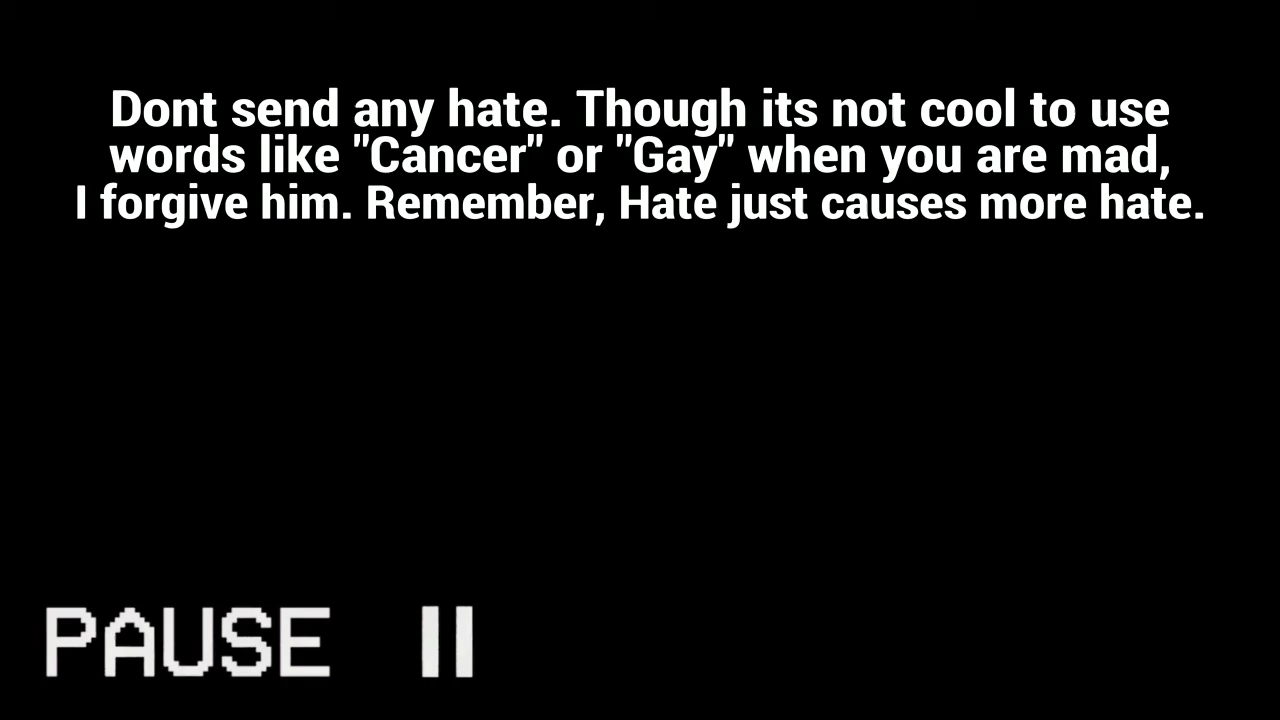 Dont send any hate. Though its not cool to use
words like "Cancer" or "Gay" when you are mad,
I forgive him. Remember, Hate just causes more hate.
PAUSE